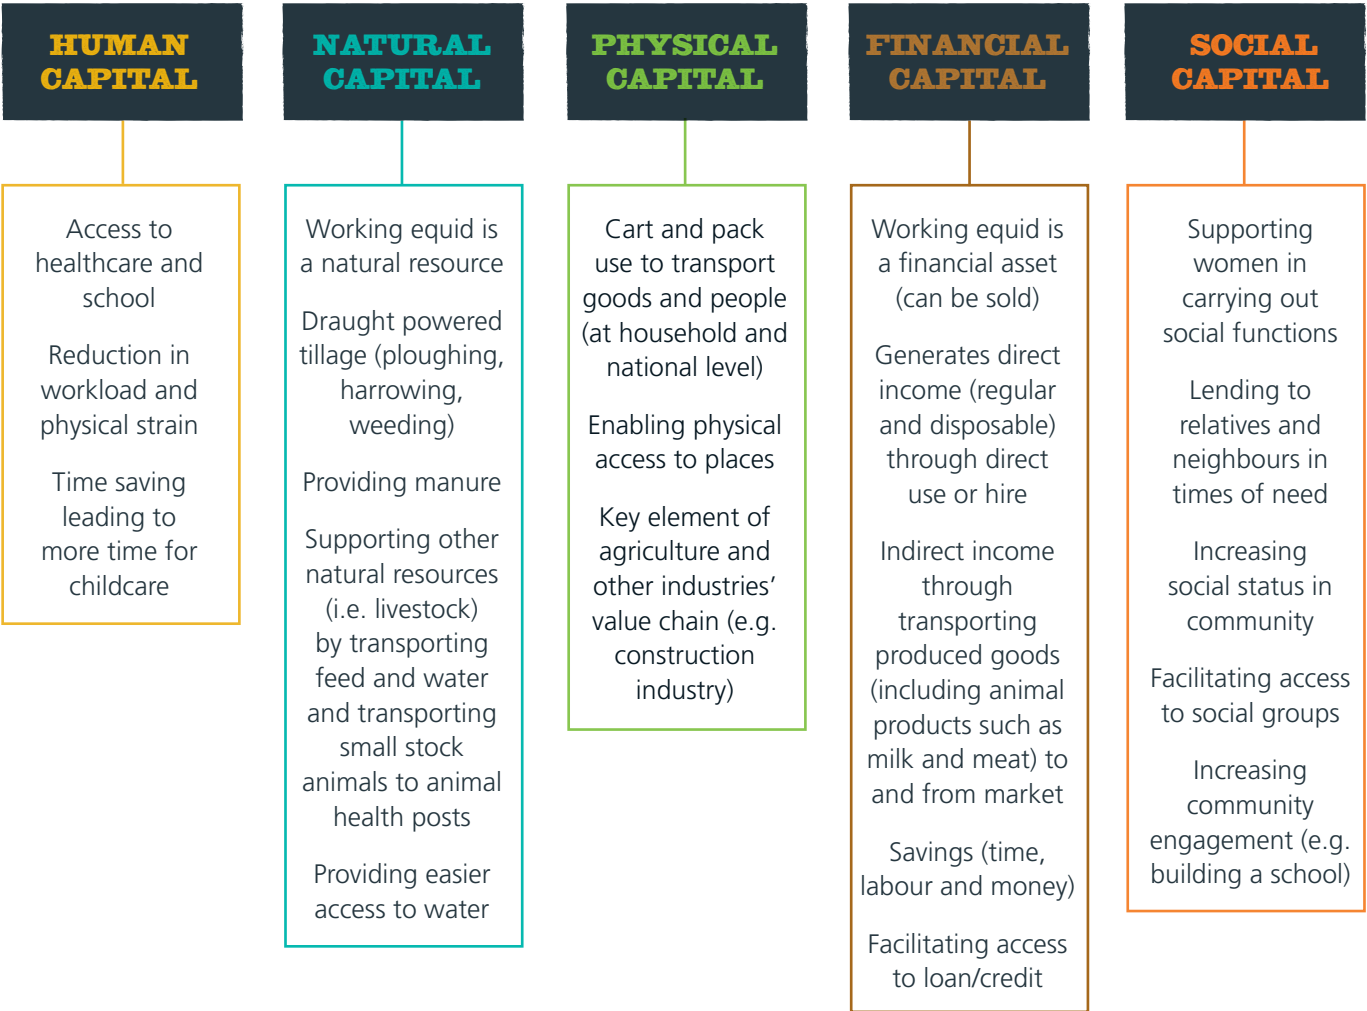 HUMAN
CAPITAL
Access to
healthcare and
school
Reduction in
workload and
physical strain
Time saving
leading to
more time for
childcare
NATURAL
CAPITAL
Working equid is
a natural resource
Draught powered
tillage (ploughing,
harrowing,
weeding)
Providing manure
Supporting other
natural resources
(i.e. livestock)
by transporting
feed and water
and transporting
small stock
animals to animal
health posts
Providing easier
access to water
PHYSICAL
CAPITAL
Cart and pack
use to transport
goods and people
(at household and
national level)
Enabling physical
access to places
Key element of
agriculture and
other industries’
value chain (e.g.
construction
industry)
FINANCIAL
CAPITAL
Working equid is
a financial asset
(can be sold)
Generates direct
income (regular
and disposable)
through direct
use or hire
Indirect income
through
transporting
produced goods
(including animal
products such as
milk and meat) to
and from market
Savings (time,
labour and money)
Facilitating access
to loan/credit
SOCIAL
CAPITAL
Supporting
women in
carrying out
social functions
Lending to
relatives and
neighbours in
times of need
Increasing
social status in
community
Facilitating access
to social groups
Increasing
community
engagement (e.g.
building a school)